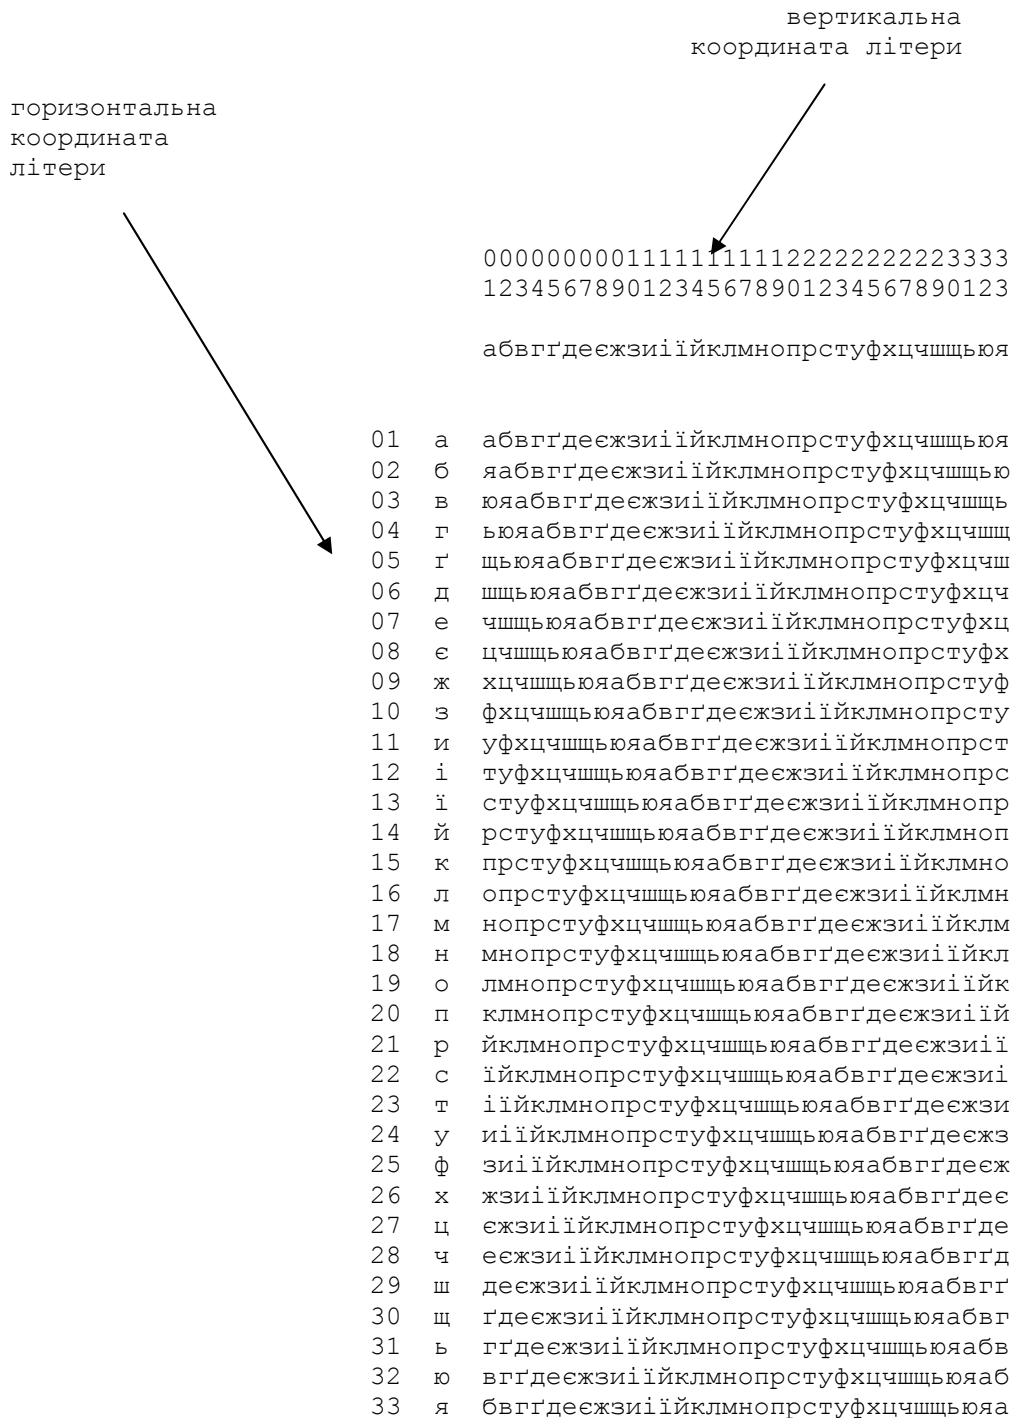 вертикальна
координата літери
горизонтальна
координата
літери
000000000111111111122222222223333
123456789012345678901234567890123
абвгґдеєжзиіїйклмнопрстуфхцчшщьюя
01 а абвгґдеєжзиіїйклмнопрстуфхцчшщьюя
02 б яабвгґдеєжзиіїйклмнопрстуфхцчшщью
03 в юяабвгґдеєжзиіїйклмнопрстуфхцчшщь
04 г ьюяабвгґдеєжзиіїйклмнопрстуфхцчшщ
05 ґ щьюяабвгґдеєжзиіїйклмнопрстуфхцчш
06 д шщьюяабвгґдеєжзиіїйклмнопрстуфхцч
07 е чшщьюяабвгґдеєжзиіїйклмнопрстуфхц
08 є цчшщьюяабвгґдеєжзиіїйклмнопрстуфх
09 ж хцчшщьюяабвгґдеєжзиіїйклмнопрстуф
10 з фхцчшщьюяабвгґдеєжзиіїйклмнопрсту
11 и уфхцчшщьюяабвгґдеєжзиіїйклмнопрст
12 і туфхцчшщьюяабвгґдеєжзиіїйклмнопрс
13 ї стуфхцчшщьюяабвгґдеєжзиіїйклмнопр
14 й рстуфхцчшщьюяабвгґдеєжзиіїйклмноп
15 к прстуфхцчшщьюяабвгґдеєжзиіїйклмно
16 л опрстуфхцчшщьюяабвгґдеєжзиіїйклмн
17 м нопрстуфхцчшщьюяабвгґдеєжзиіїйклм
18 н мнопрстуфхцчшщьюяабвгґдеєжзиіїйкл
19 о лмнопрстуфхцчшщьюяабвгґдеєжзиіїйк
20 п клмнопрстуфхцчшщьюяабвгґдеєжзиіїй
21 р йклмнопрстуфхцчшщьюяабвгґдеєжзиії
22 с їйклмнопрстуфхцчшщьюяабвгґдеєжзиі
23 т іїйклмнопрстуфхцчшщьюяабвгґдеєжзи
24 у иіїйклмнопрстуфхцчшщьюяабвгґдеєжз
25 ф зиіїйклмнопрстуфхцчшщьюяабвгґдеєж
26 х жзиіїйклмнопрстуфхцчшщьюяабвгґдеє
27 ц єжзиіїйклмнопрстуфхцчшщьюяабвгґде
28 ч еєжзиіїйклмнопрстуфхцчшщьюяабвгґд
29 ш деєжзиіїйклмнопрстуфхцчшщьюяабвгґ
30 щ ґдеєжзиіїйклмнопрстуфхцчшщьюяабвг
31 ь гґдеєжзиіїйклмнопрстуфхцчшщьюяабв
32 ю вгґдеєжзиіїйклмнопрстуфхцчшщьюяаб
33 я бвгґдеєжзиіїйклмнопрстуфхцчшщьюяа